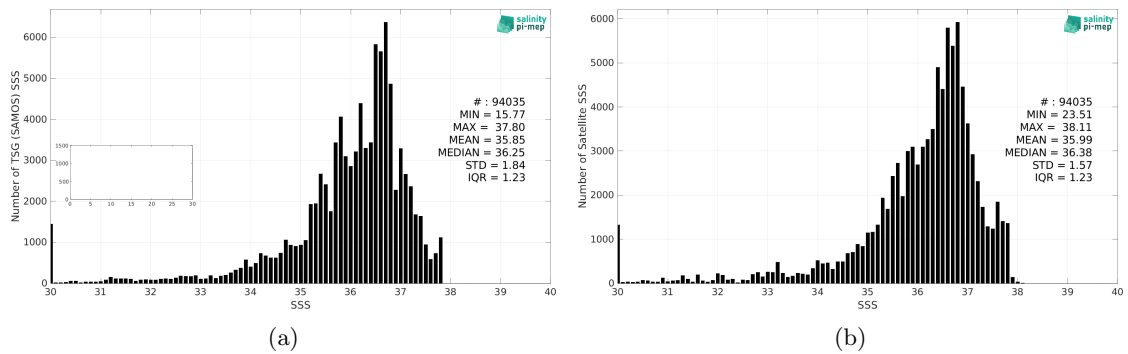 salinity
pi-mep
7000
6000
5000
4000
3000
2000
1000
0
Number of TSG (SAMOS) SSS
# : 94035
MIN = 15.77
MAX = 37.80
MEAN = 35.85
MEDIAN = 36.25
STD = 1.84
IQR = 1.23
1500
1000
500
0
0 5 10 15 20 25 30
30 31 32 33 34 35 36 37 38 39 40
SSS
(a)
salinity
pi-mep
6000
5000
4000
3000
2000
1000
0
Number of Satellite SSS
# : 94035
MIN = 23.51
MAX = 38.11
MEAN = 35.99
MEDIAN = 36.38
STD = 1.57
IQR = 1.23
30 31 32 33 34 35 36 37 38 39 40
SSS
(b)